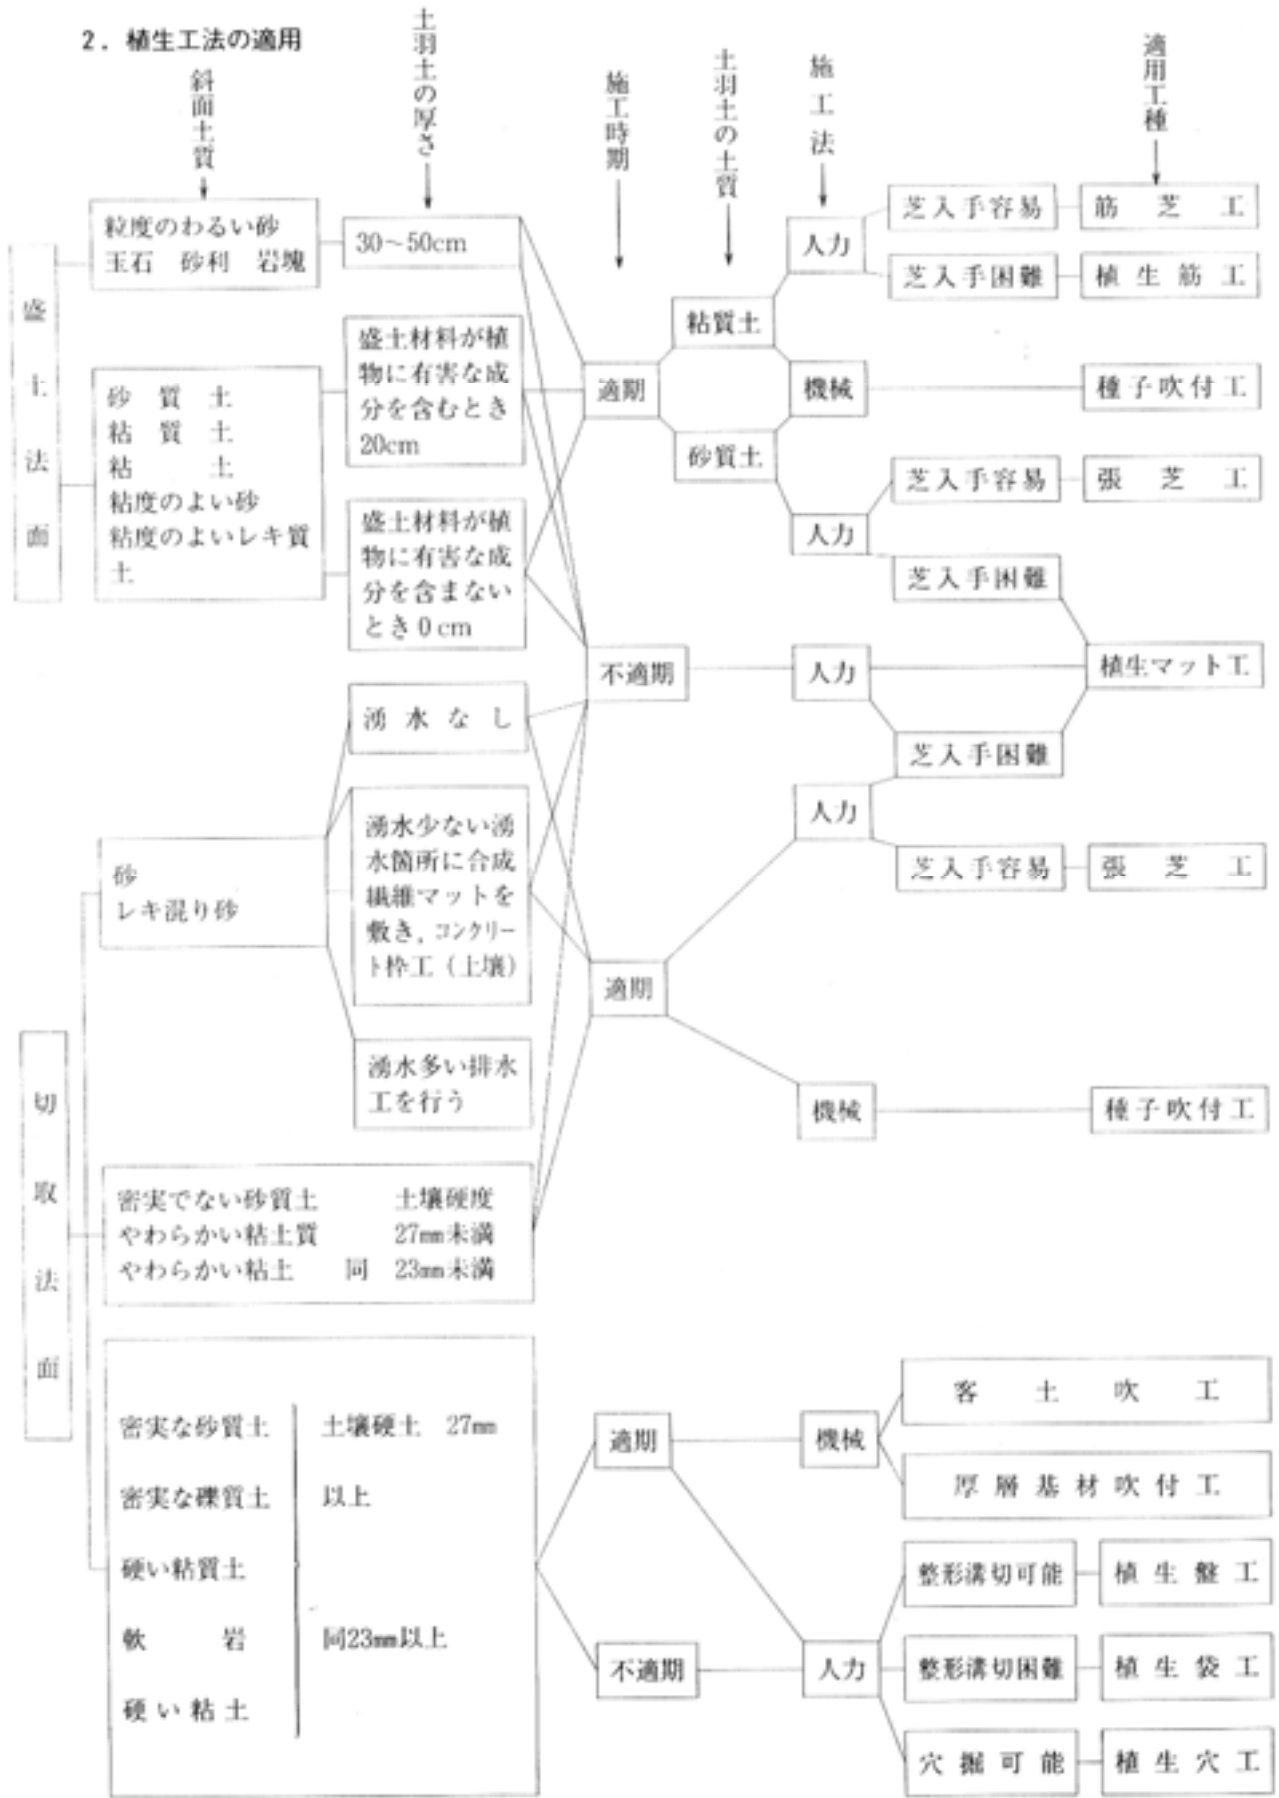 2．植生工法の適用
斜面土質
土羽土の厚さ
施工時期
土羽土の土質
施工法
適用工種
盛土法面
粒度のわるい砂
玉石　砂利　岩塊
30～50cm
砂質土
粘質土
粘土
粘度のよい砂
粘度のよいレキ質
土
盛土材料が植
物に有害な成
分を含むとき
20cm
盛土材料が植
物に有害な成
分を含まない
とき0cm
適期
不適期
粘質土
砂質土
人力
機械
人力
人力
芝入手容易
筋芝工
芝入手困難
植生筋工
種子吹付工
芝入手容易
張芝工
芝入手困難
植生マット工
芝入手困難
人力
芝入手容易
張芝工
切取法面
砂
レキ混り砂
湧水なし
湧水少ない湧
水箇所に合成
繊維マットを
敷き，コンクリー
ト枠工（土壌）
湧水多い排水
工を行う
適期
機械
種子吹付工
密実でない砂質土　土壌硬度
やわらかい粘土質　27㎜未満
やわらかい粘土　同　23㎜未満
密実な砂質土　土壌硬土　27㎜
密実な礫質土　以上
硬い粘質土
軟岩　同23㎜以上
硬い粘土
適期
不適期
機械
人力
客土吹工
厚層基材吹付工
整形溝切可能
植生盤工
整形溝切困難
植生袋工
穴掘可能
植生穴工